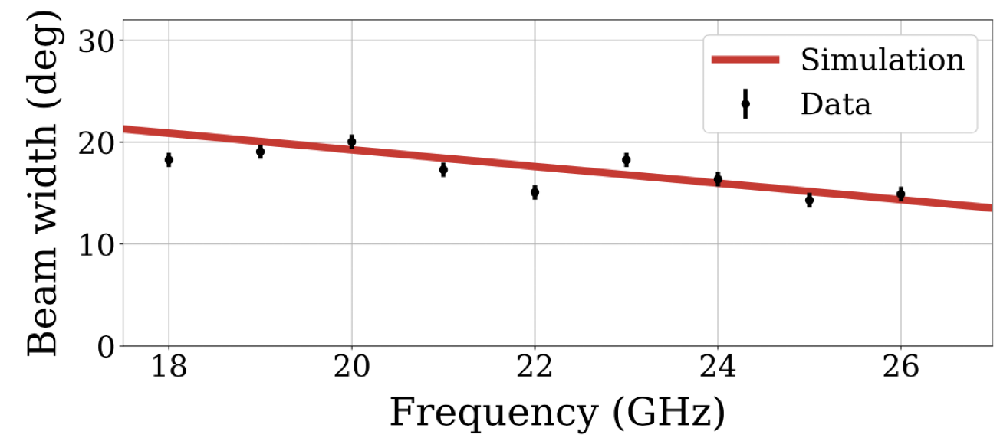 Beam width (deg)
30
20
10
0
Simulation
Data
18 20 22 24 26
Frequency (GHz)